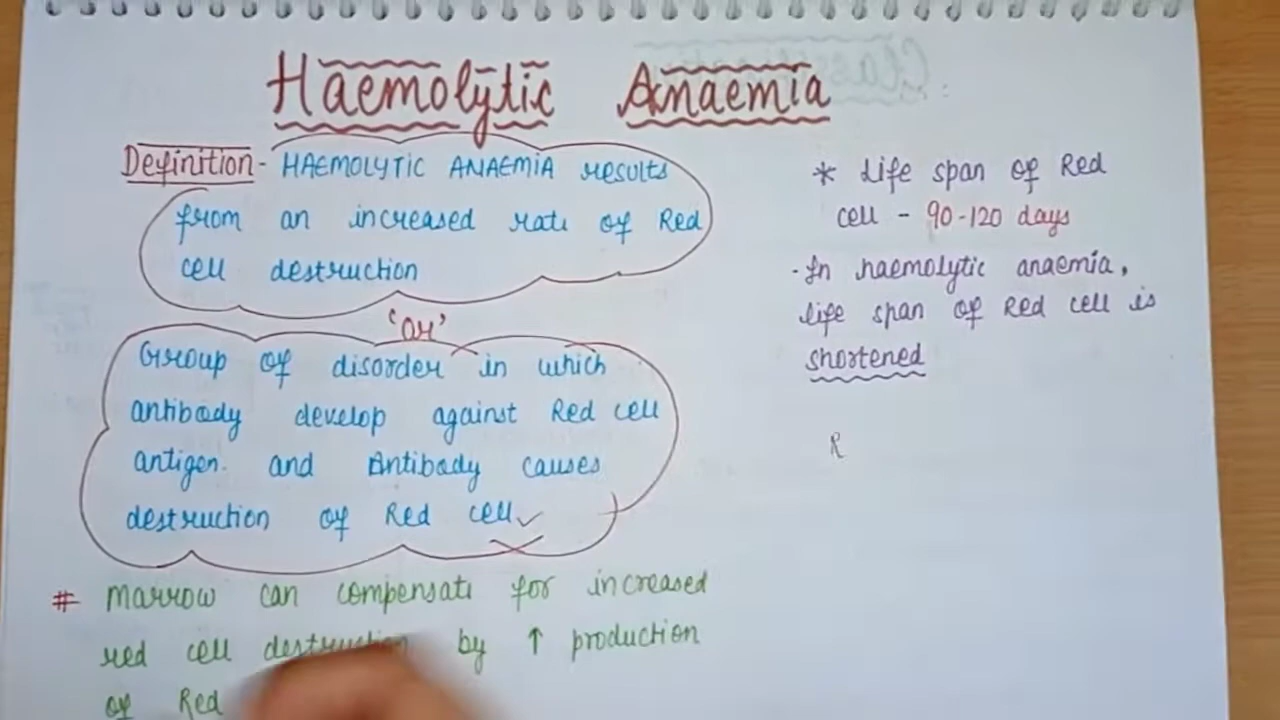 Haemolytic Anaemia
Definition - HAEMOLYTIC ANAEMIA results
from an increased rate of Red
cell destruction
'or'
Group of disorder in which
antibody develop against Red cell
antigen. and Antibody causes
destruction of Red cell ✓
# Marrow can compensate for increased
red cell destruction by ↑ production
of Red
* Life span of Red
cell - 90-120 days
·In haemolytic anaemia,
life span of Red cell is
shortened
R